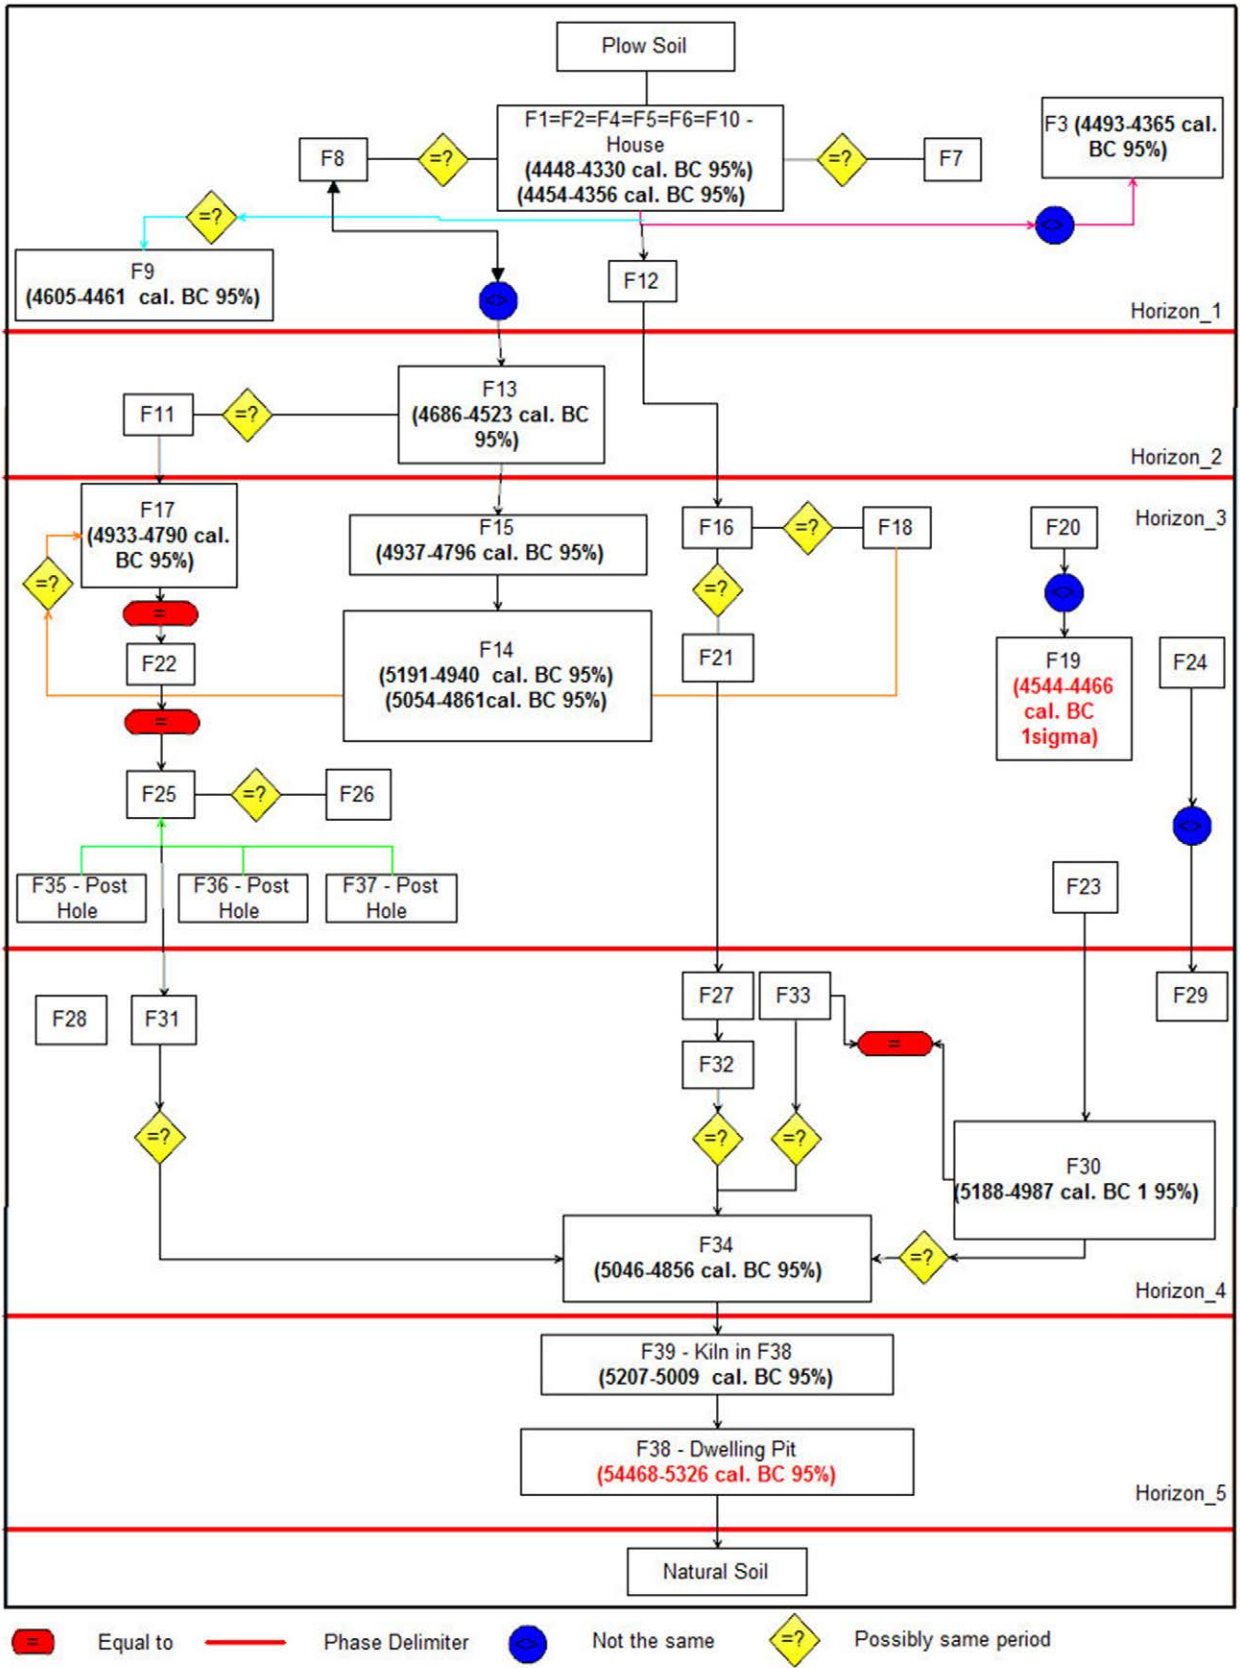 Plow Soil
F1=F2=F4=F5=F6=F10 -
House
(4448-4330 cal. BC 95%)
(4454-4356 cal. BC 95%)
F8
=?
=?
F7
F3 (4493-4365 cal.
BC 95%)
=?
<>
F9
(4605-4461 cal. BC 95%)
<>
F12
Horizon_1
F11
=?
F13
(4686-4523 cal. BC
95%)
Horizon_2
F17
(4933-4790 cal.
BC 95%)
F15
(4937-4796 cal. BC 95%)
F16
=?
F18
F20
Horizon_3
=?
=
=?
<>
F22
F14
(5191-4940 cal. BC 95%)
(5054-4861cal. BC 95%)
F21
F19
(4544-4466
cal. BC
1sigma)
F24
=
F25
=?
F26
<>
F35 - Post
Hole
F36 - Post
Hole
F37 - Post
Hole
F23
F28
F31
F27
F33
F29
=
F32
=?
=?
=?
F30
(5188-4987 cal. BC 1 95%)
F34
(5046-4856 cal. BC 95%)
=?
Horizon_4
F39 - Kiln in F38
(5207-5009 cal. BC 95%)
F38 - Dwelling Pit
(54468-5326 cal. BC 95%)
Horizon_5
Natural Soil
=
Equal to
Phase Delimiter
<>
Not the same
=?
Possibly same period